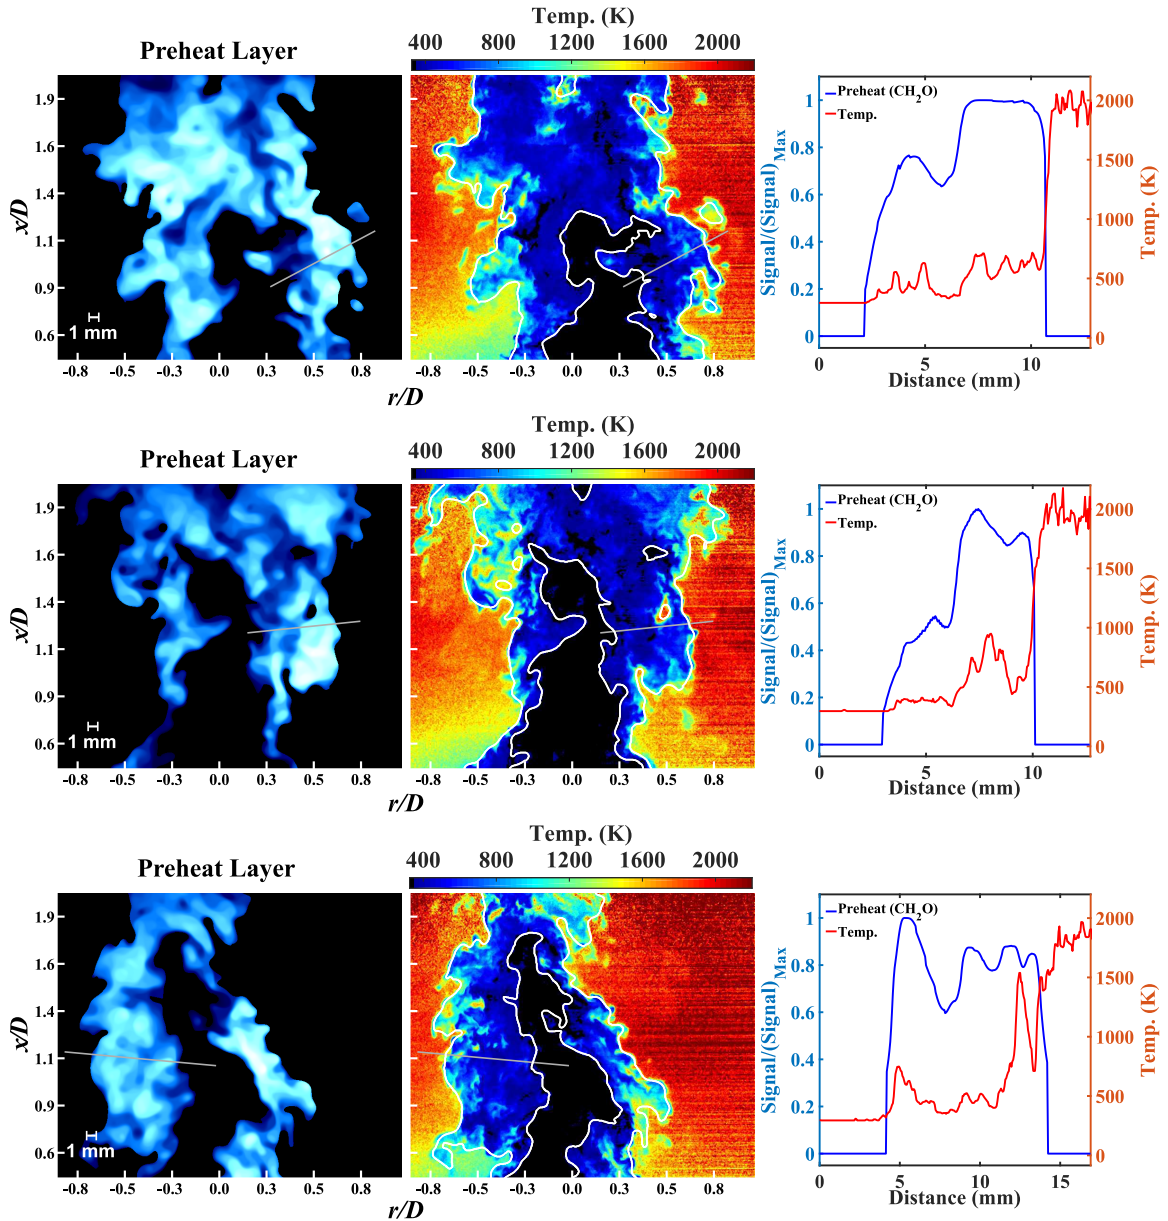 Temp. (K)
Preheat Layer
400 800 1200 1600 2000
1.9
1.6
1.4
1.1
0.9
0.6
x/D
1 mm
-0.8 -0.5 -0.3 0.0 0.3 0.5 0.8
-0.8 -0.5 -0.3 0.0 0.3 0.5 0.8
r/D
Preheat (CH2O)
Temp.
1
0.8
0.6
0.4
0.2
0
Signal/(Signal)Max
2000
1500
1000
500
0
Temp. (K)
0 5 10
Distance (mm)
Temp. (K)
Preheat Layer
400 800 1200 1600 2000
1.9
1.6
1.4
1.1
0.9
0.6
x/D
1 mm
-0.8 -0.5 -0.3 0.0 0.3 0.5 0.8
-0.8 -0.5 -0.3 0.0 0.3 0.5 0.8
r/D
Preheat (CH2O)
Temp.
1
0.8
0.6
0.4
0.2
0
Signal/(Signal)Max
2000
1500
1000
500
0
Temp. (K)
0 5 10
Distance (mm)
Temp. (K)
Preheat Layer
400 800 1200 1600 2000
1.9
1.6
1.4
1.1
0.9
0.6
x/D
1 mm
-0.8 -0.5 -0.3 0.0 0.3 0.5 0.8
-0.8 -0.5 -0.3 0.0 0.3 0.5 0.8
r/D
Preheat (CH2O)
Temp.
1
0.8
0.6
0.4
0.2
0
Signal/(Signal)Max
2000
1500
1000
500
0
Temp. (K)
0 5 10 15
Distance (mm)